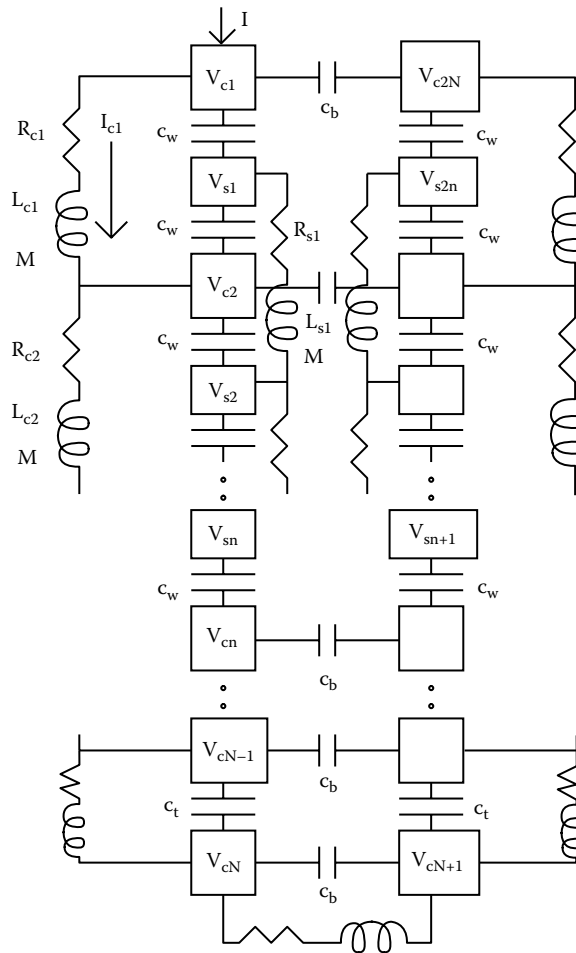 I
V_c1
V_c2N
c_b
R_c1
I_c1
c_w
c_w
V_s1
V_s2n
L_c1
c_w
R_s1
c_w
M
V_c2
L_s1
R_c2
c_w
M
c_w
V_s2
L_c2
M
V_sn
V_sn+1
c_w
c_w
V_cn
c_b
V_cN−1
c_b
c_t
c_t
V_cN
V_cN+1
c_b